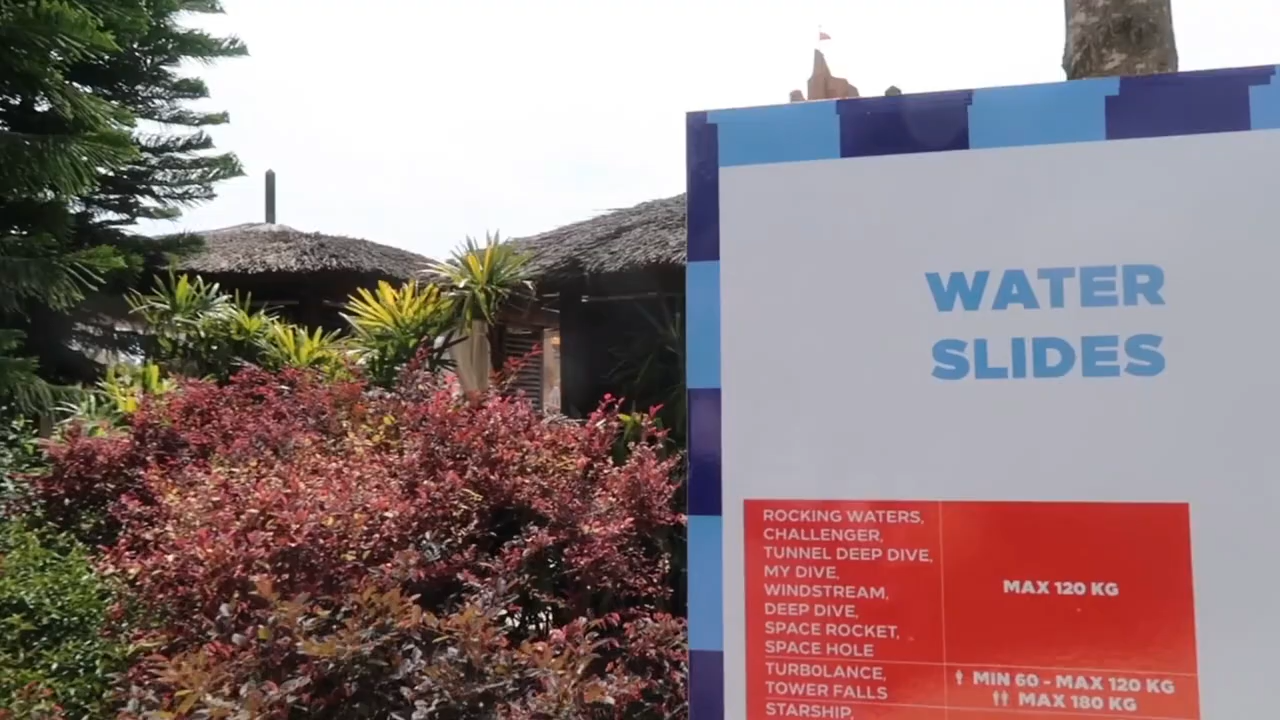 WATER
SLIDES
ROCKING WATERS,
CHALLENGER,
TUNNEL DEEP DIVE,
MY DIVE,
WINDSTREAM,
DEEP DIVE,
SPACE ROCKET,
SPACE HOLE
MAX 120 KG
TURBOLANCE,
TOWER FALLS
MIN 60 - MAX 120 KG
MAX 180 KG
STARSHIP,